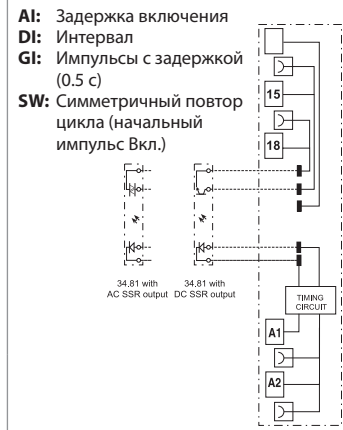 AI: Задержка включения
DI: Интервал
GI: Импульсы с задержкой
(0.5 с)
SW: Симметричный повтор
цикла (начальный
импульс Вкл.)
15
18
34.81 with
AC SSR output
34.81 with
DC SSR output
TIMING
CIRCUIT
A1
A2